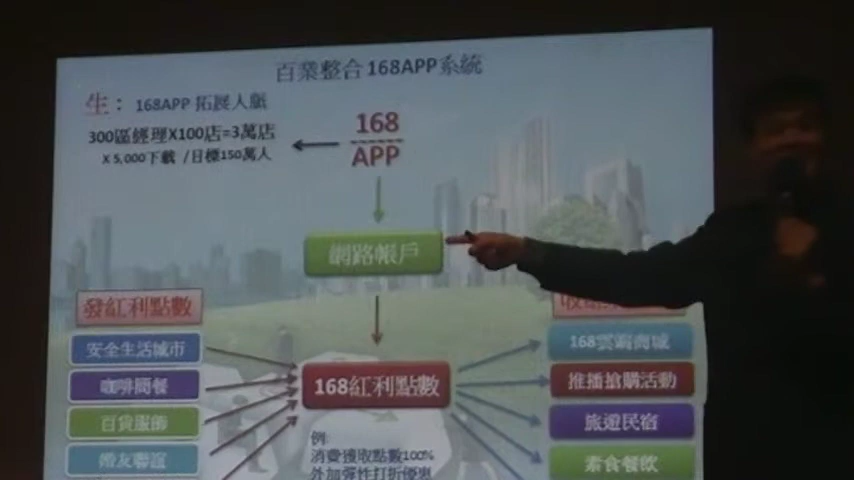 百業整合168APP系統
生： 168APP 拓展人脈
300區經理X100店=3萬店
X 5,000下載 /目標150萬人
168
APP
網路帳戶
發紅利點數
安全生活城市
咖啡簡餐
百貨服飾
婚友聯誼
168紅利點數
例:
消費獲取點數100%
外加彈性打折優惠
168雲端商城
推播搶購活動
旅遊民宿
素食餐飲